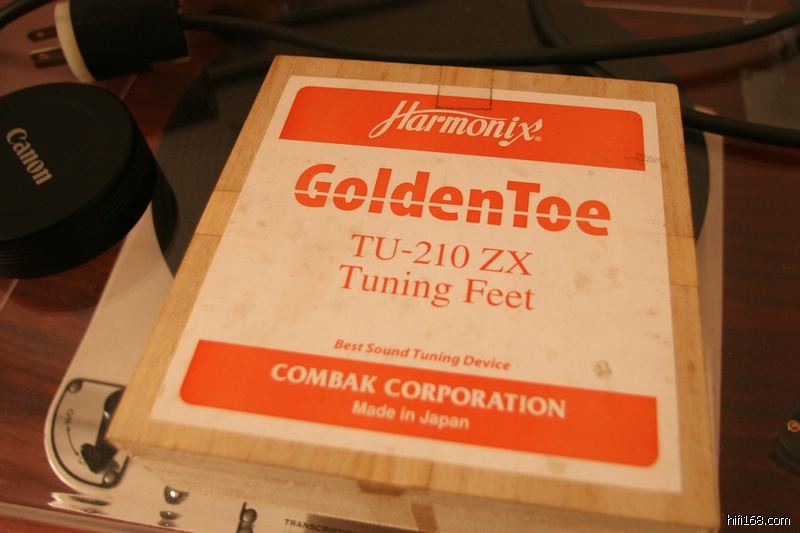 Canon
Harmonix®
GoldenToe
TU-210 ZX
Tuning Feet
Best Sound Tuning Device
COMBAK CORPORATION
Made in Japan
hifi168.com